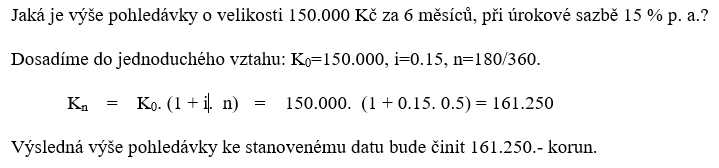 Jaká je výše pohledávky o velikosti 150.000 Kč za 6 měsíců, při úrokové sazbě 15 % p. a.?
Dosadíme do jednoduchého vztahu: K₀=150.000, i=0.15, n=180/360.
Kₙ = K₀. (1 + i. n) = 150.000. (1 + 0.15. 0.5) = 161.250
Výsledná výše pohledávky ke stanovenému datu bude činit 161.250.- korun.